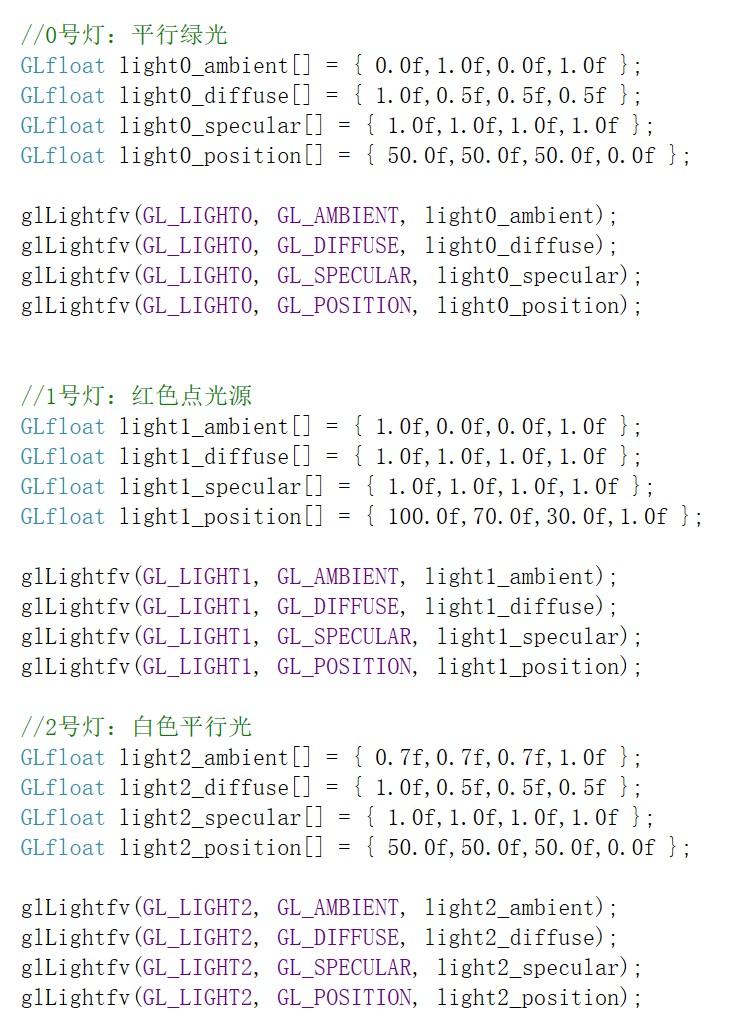 //0号灯：平行绿光
GLfloat light0_ambient[] = { 0.0f,1.0f,0.0f,1.0f };
GLfloat light0_diffuse[] = { 1.0f,0.5f,0.5f,0.5f };
GLfloat light0_specular[] = { 1.0f,1.0f,1.0f,1.0f };
GLfloat light0_position[] = { 50.0f,50.0f,50.0f,0.0f };
glLightfv(GL_LIGHT0, GL_AMBIENT, light0_ambient);
glLightfv(GL_LIGHT0, GL_DIFFUSE, light0_diffuse);
glLightfv(GL_LIGHT0, GL_SPECULAR, light0_specular);
glLightfv(GL_LIGHT0, GL_POSITION, light0_position);
//1号灯：红色点光源
GLfloat light1_ambient[] = { 1.0f,0.0f,0.0f,1.0f };
GLfloat light1_diffuse[] = { 1.0f,1.0f,1.0f,1.0f };
GLfloat light1_specular[] = { 1.0f,1.0f,1.0f,1.0f };
GLfloat light1_position[] = { 100.0f,70.0f,30.0f,1.0f };
glLightfv(GL_LIGHT1, GL_AMBIENT, light1_ambient);
glLightfv(GL_LIGHT1, GL_DIFFUSE, light1_diffuse);
glLightfv(GL_LIGHT1, GL_SPECULAR, light1_specular);
glLightfv(GL_LIGHT1, GL_POSITION, light1_position);
//2号灯：白色平行光
GLfloat light2_ambient[] = { 0.7f,0.7f,0.7f,1.0f };
GLfloat light2_diffuse[] = { 1.0f,0.5f,0.5f,0.5f };
GLfloat light2_specular[] = { 1.0f,1.0f,1.0f,1.0f };
GLfloat light2_position[] = { 50.0f,50.0f,50.0f,0.0f };
glLightfv(GL_LIGHT2, GL_AMBIENT, light2_ambient);
glLightfv(GL_LIGHT2, GL_DIFFUSE, light2_diffuse);
glLightfv(GL_LIGHT2, GL_SPECULAR, light2_specular);
glLightfv(GL_LIGHT2, GL_POSITION, light2_position);